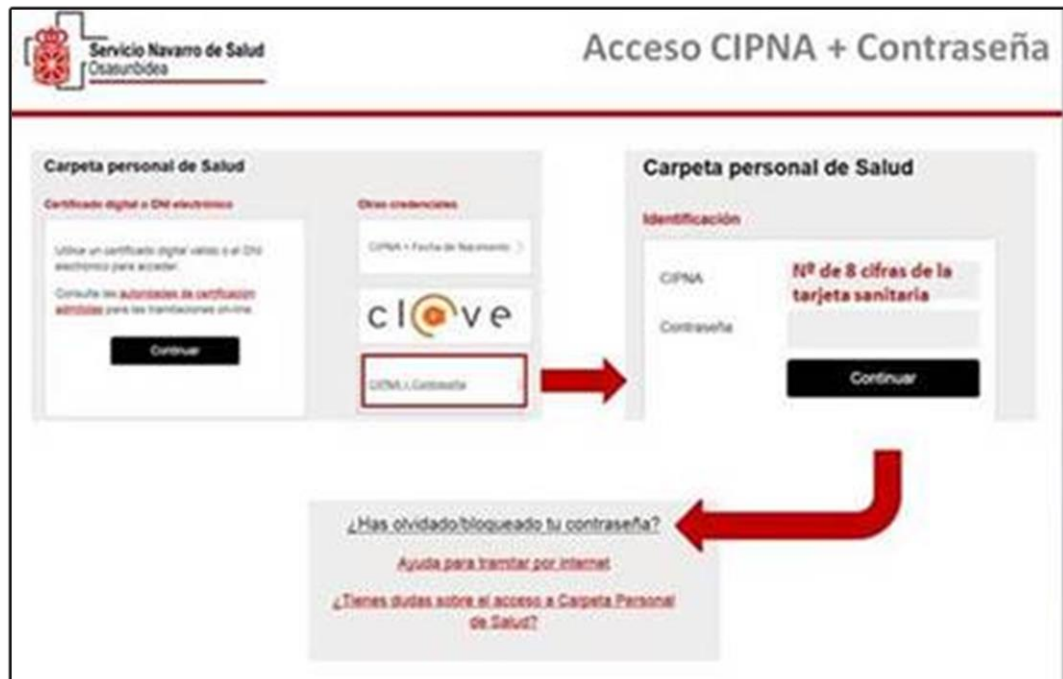 Servicio Navarro de Salud
Osasunbidea
Acceso CIPNA + Contraseña
Carpeta personal de Salud
Certificado digital o DNI electrónico
Utilice un certificado digital válido o el DNI
electrónico para acceder.
Consulte las autoridades de certificación
admitidas para las tramitaciones on-line.
Continuar
Otras credenciales
CIPNA + Fecha de Nacimiento
cl@ve
CIPNA + Contraseña
Carpeta personal de Salud
Identificación
CIPNA
Nº de 8 cifras de la
tarjeta sanitaria
Contraseña
Continuar
¿Has olvidado/bloqueado tu contraseña?
Ayuda para tramitar por internet
¿Tienes dudas sobre el acceso a Carpeta Personal
de Salud?